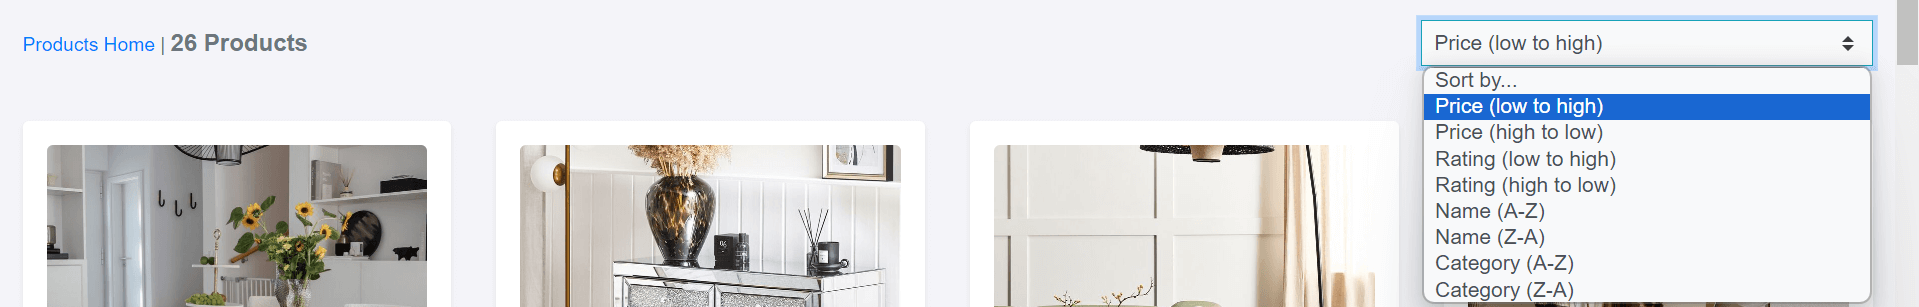 Products Home | 26 Products
Price (low to high)
Sort by...
Price (low to high)
Price (high to low)
Rating (low to high)
Rating (high to low)
Name (A-Z)
Name (Z-A)
Category (A-Z)
Category (Z-A)